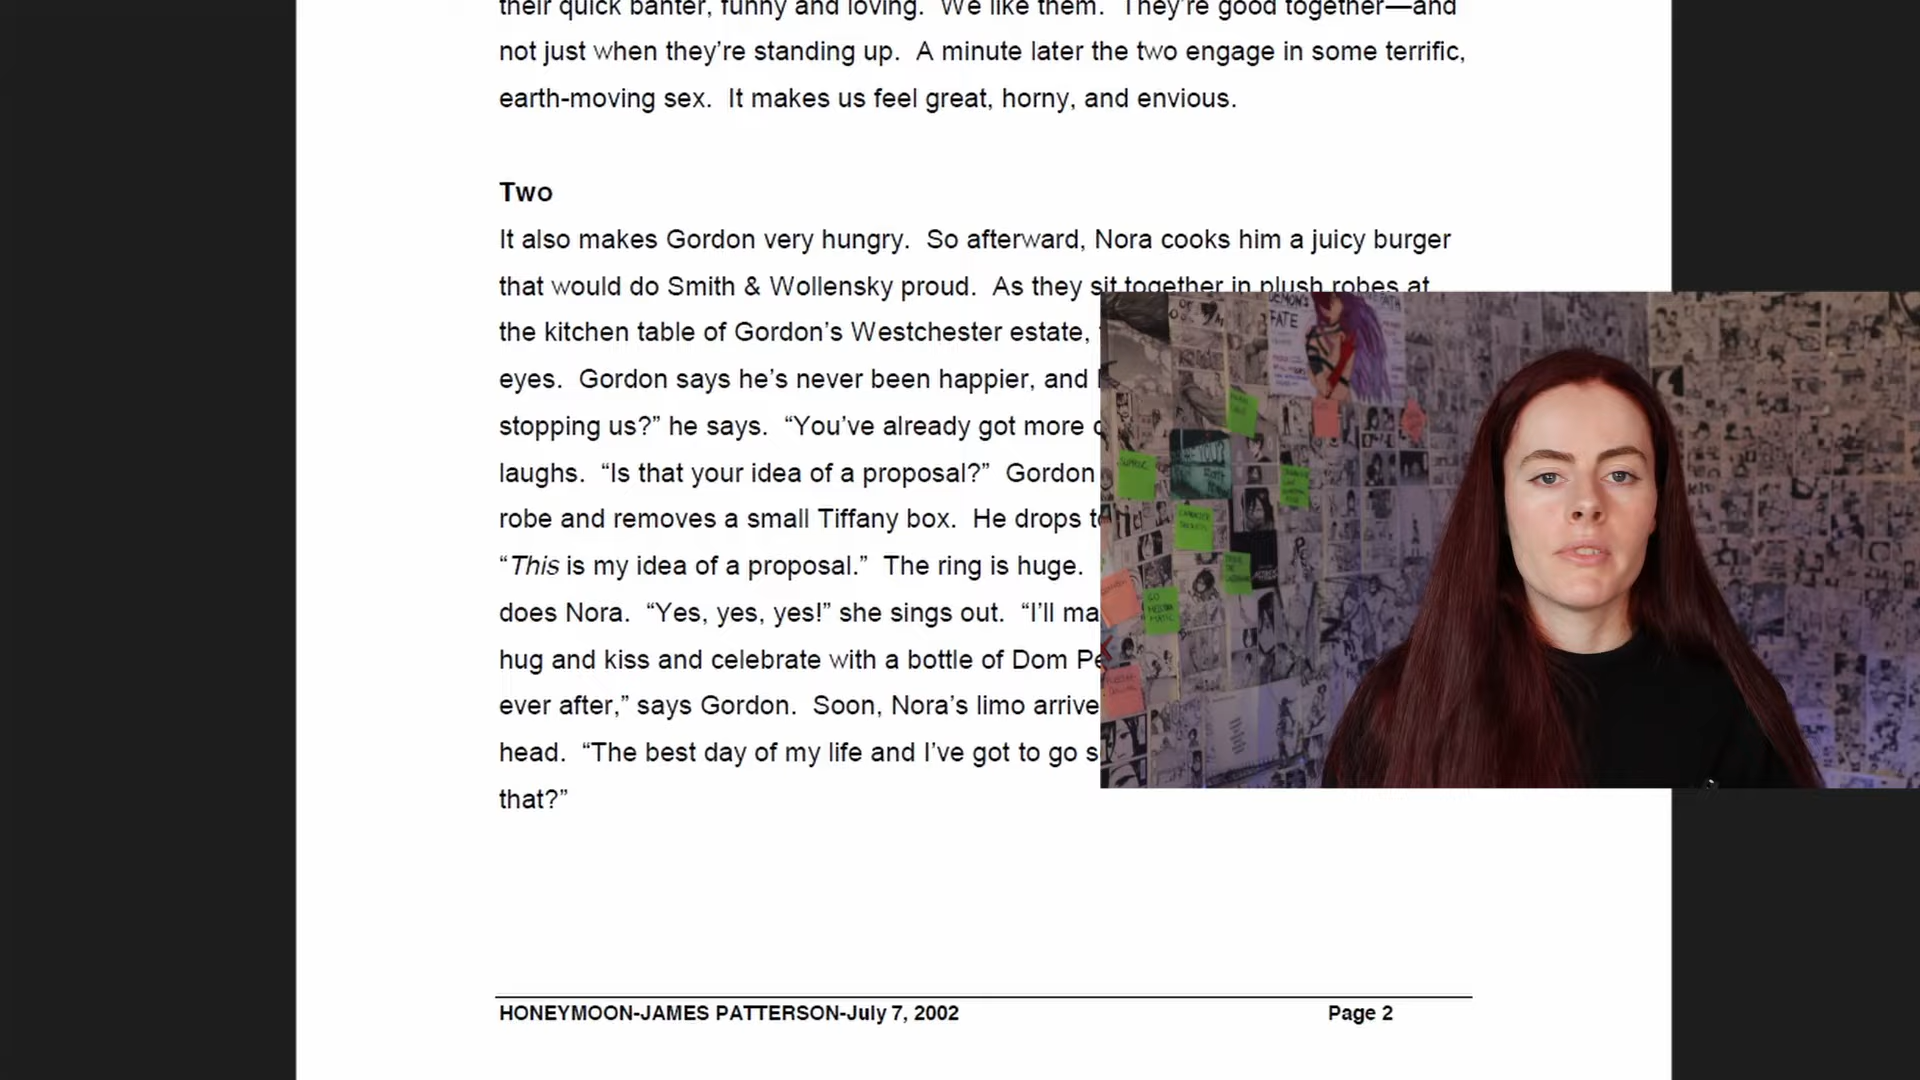 their quick banter, funny and loving. We like them. They're good together—and
not just when they're standing up. A minute later the two engage in some terrific,
earth-moving sex. It makes us feel great, horny, and envious.
Two
It also makes Gordon very hungry. So afterward, Nora cooks him a juicy burger
that would do Smith & Wollensky proud. As they sit together in plush robes at
the kitchen table of Gordon's Westchester estate,
eyes. Gordon says he's never been happier, and
stopping us?” he says. “You've already got more
laughs. “Is that your idea of a proposal?” Gordon
robe and removes a small Tiffany box. He drops
“This is my idea of a proposal.” The ring is huge.
does Nora. “Yes, yes, yes!” she sings out. “I'll
hug and kiss and celebrate with a bottle of Dom
ever after,” says Gordon. Soon, Nora's limo
head. “The best day of my life and I've got to go
that?”
HONEYMOON-JAMES PATTERSON-July 7, 2002 Page 2
DEMON'S
FATE